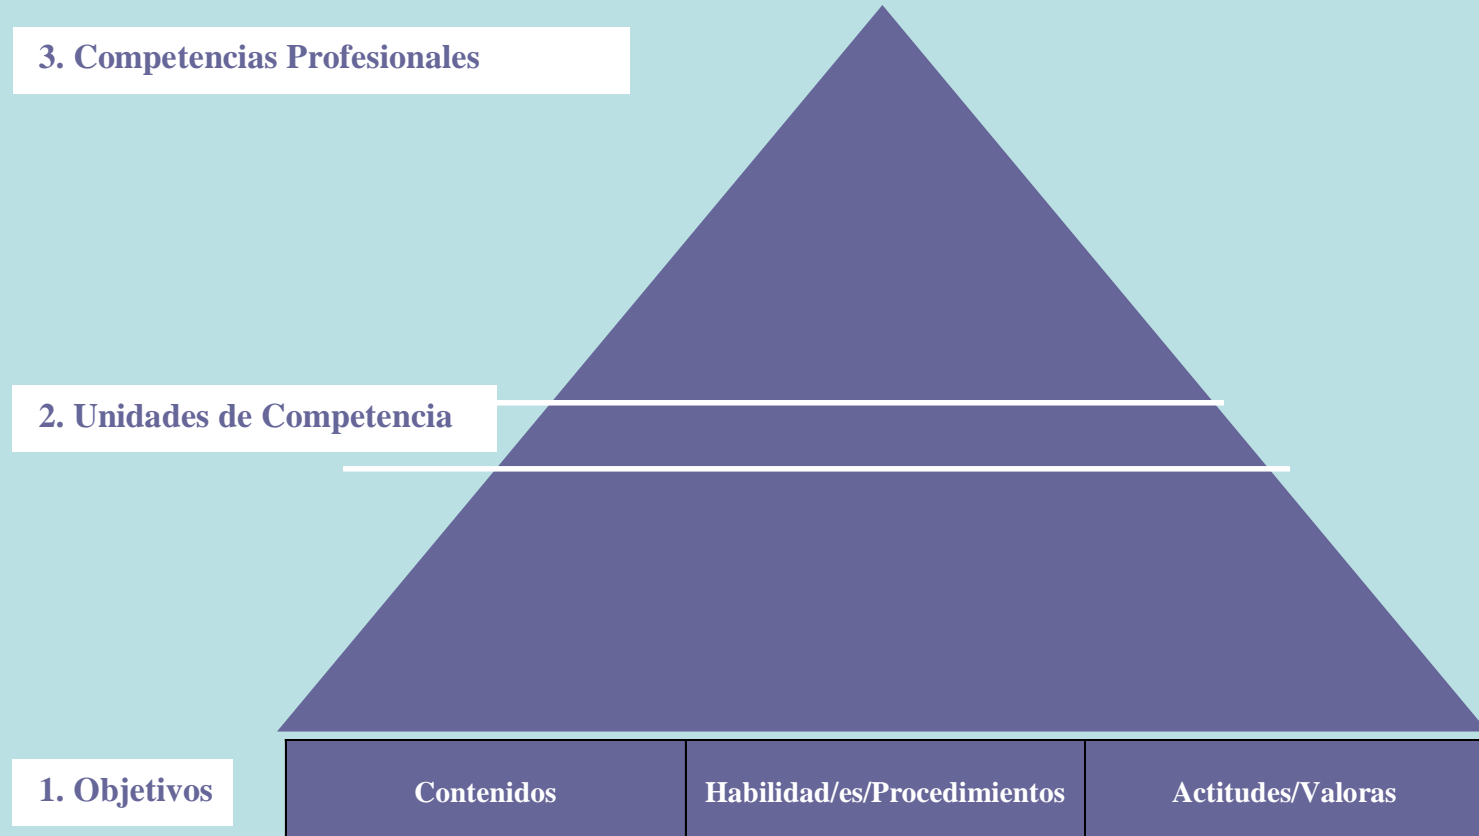 3. Competencias Profesionales
2. Unidades de Competencia
1. Objetivos
Contenidos
Habilidad/es/Procedimientos
Actitudes/Valoras